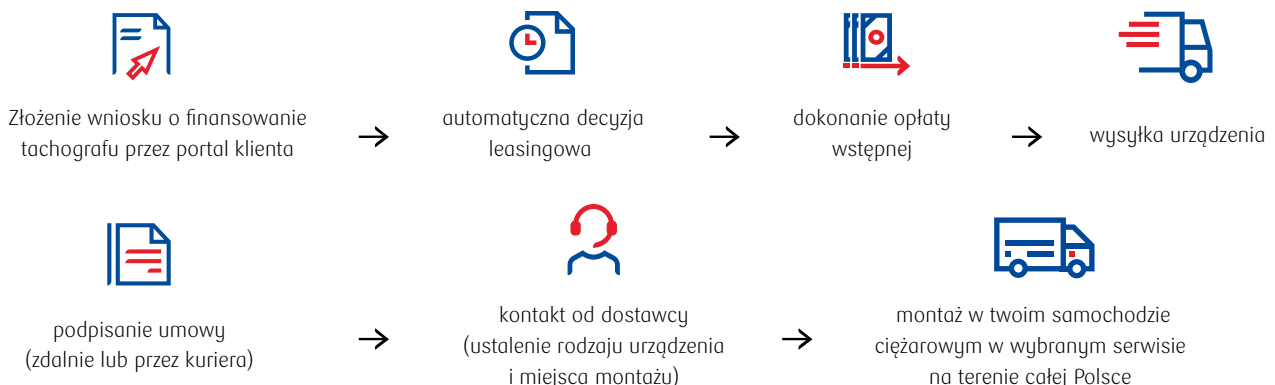 Złożenie wniosku o finansowanie
tachografu przez portal klienta
automatyczna decyzja
leasingowa
dokonanie opłaty
wstępnej
wysyłka urządzenia
podpisanie umowy
(zdalnie lub przez kuriera)
kontakt od dostawcy
(ustalenie rodzaju urządzenia
i miejsca montażu)
montaż w twoim samochodzie
ciężarowym w wybranym serwisie
na terenie całej Polsce